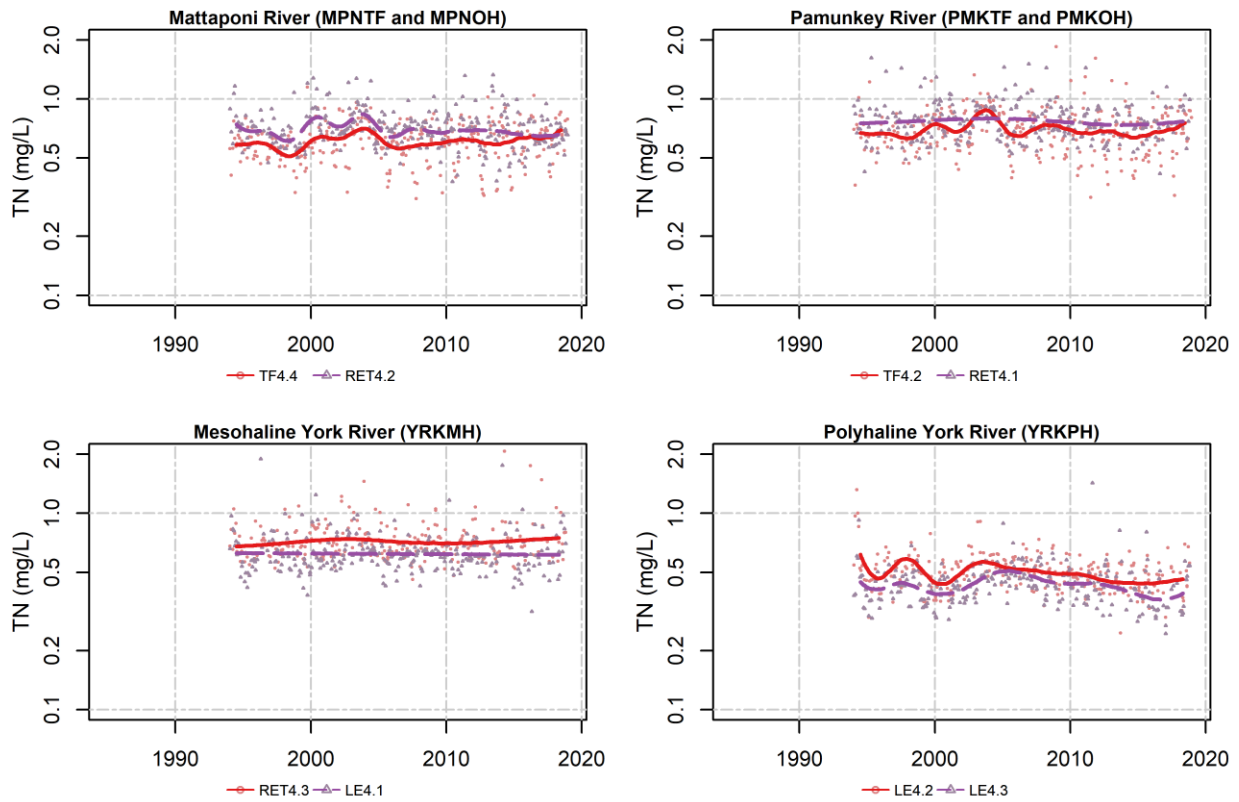 Mattaponi River (MPNTF and MPNOH)
TN (mg/L)
2.0
1.0
0.5
0.2
0.1
1990 2000 2010 2020
TF4.4 RET4.2
Pamunkey River (PMKTF and PMKOH)
TN (mg/L)
2.0
1.0
0.5
0.2
0.1
1990 2000 2010 2020
TF4.2 RET4.1
Mesohaline York River (YRKMH)
TN (mg/L)
2.0
1.0
0.5
0.2
0.1
1990 2000 2010 2020
RET4.3 LE4.1
Polyhaline York River (YRKPH)
TN (mg/L)
2.0
1.0
0.5
0.2
0.1
1990 2000 2010 2020
LE4.2 LE4.3